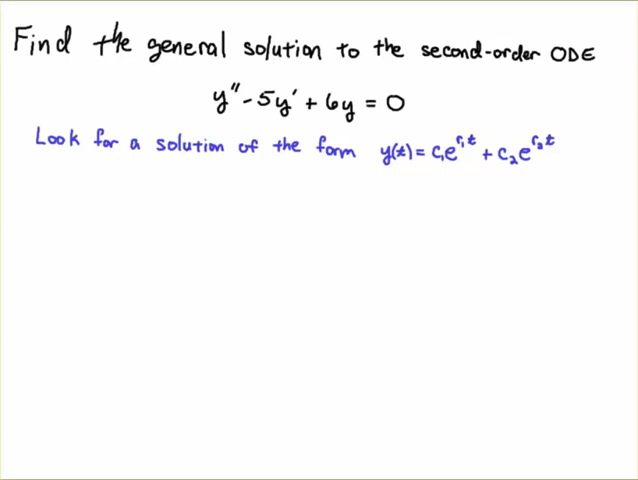 Find the general solution to the second-order ODE
y'' - 5y' + 6y = 0
Look for a solution of the form y(t) = c₁e^{r₁t} + c₂e^{r₂t}